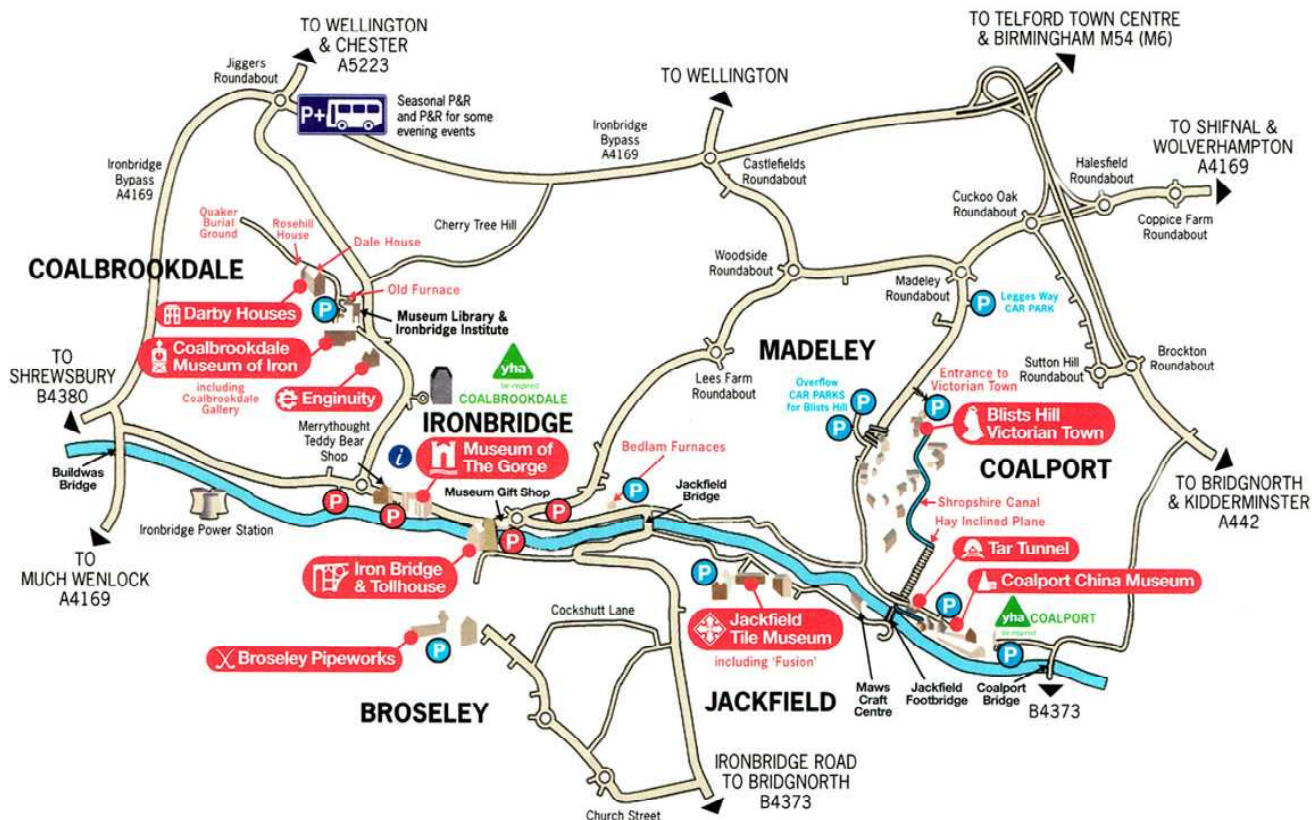 TO WELLINGTON
& CHESTER
A5223
Jiggers
Roundabout
P+
Seasonal P&R
and P&R for some
evening events
TO WELLINGTON
TO TELFORD TOWN CENTRE
& BIRMINGHAM M54 (M6)
Ironbridge
Bypass
A4169
Ironbridge
Bypass
A4169
Castlefields
Roundabout
TO SHIFNAL &
WOLVERHAMPTON
A4169
Halesfield
Roundabout
Cuckoo Oak
Roundabout
Coppice Farm
Roundabout
Quaker
Burial
Ground
Rosehill
House
Dale House
Cherry Tree Hill
COALBROOKDALE
Old Furnace
Darby Houses
P
Museum Library &
Ironbridge Institute
Woodside
Roundabout
Madeley
Roundabout
P
Legges Way
CAR PARK
Coalbrookdale
Museum of Iron
including
Coalbrookdale
Gallery
Enginuity
yha
be inspired
COALBROOKDALE
TO
SHREWSBURY
B4380
MADELEY
Lees Farm
Roundabout
Sutton Hill
Roundabout
Brockton
Roundabout
Entrance to
Victorian Town
P
Overflow
CAR PARKS
for Blists Hill
P
P
Blists Hill
Victorian Town
IRONBRIDGE
Merrythought
Teddy Bear
Shop
i
Museum of
The Gorge
Bedlam Furnaces
COALPORT
Buildwas
Bridge
Museum Gift Shop
Jackfield
Bridge
P
P
P
P
P
TO BRIDGNORTH
& KIDDERMINSTER
A442
Shropshire Canal
Hay Inclined Plane
Ironbridge Power Station
TO
MUCH WENLOCK
A4169
Iron Bridge
& Tollhouse
Tar Tunnel
Coalport China Museum
P
P
yha
be inspired
COALPORT
P
Cockshutt Lane
Jackfield
Tile Museum
including 'Fusion'
Broseley Pipeworks
P
BROSELEY
JACKFIELD
Maws
Craft
Centre
Jackfield
Footbridge
Coalport
Bridge
B4373
IRONBRIDGE ROAD
TO BRIDGNORTH
B4373
Church Street